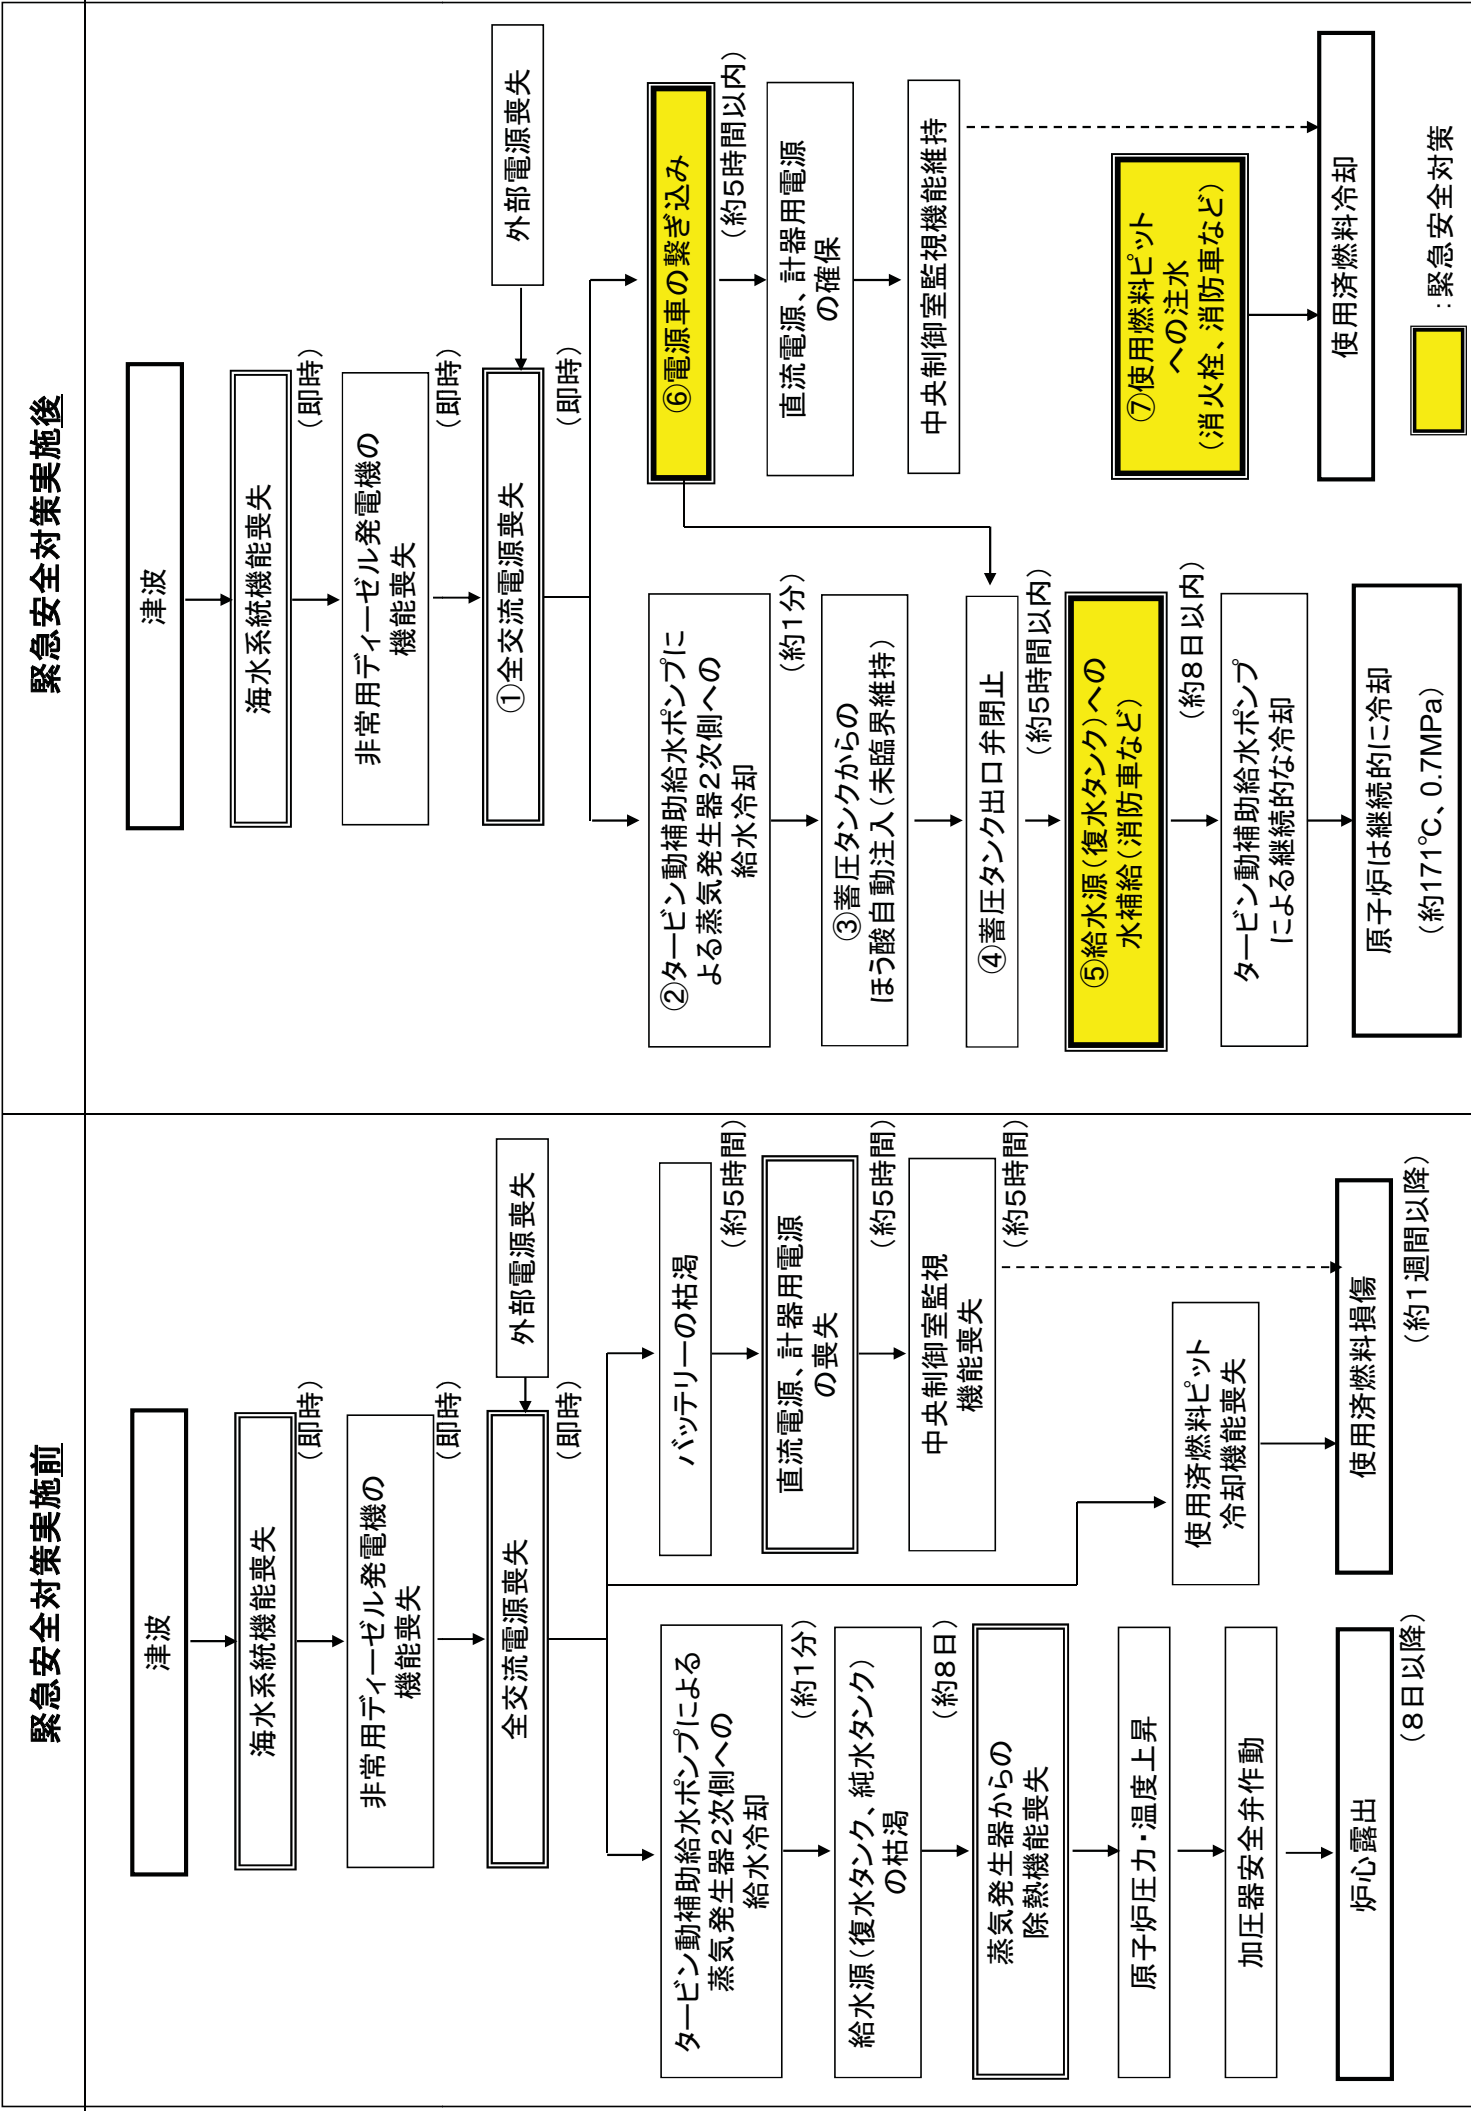 緊急安全対策実施前
津波
海水系統機能喪失
(即時)
非常用ディーゼル発電機の
機能喪失
(即時)
全交流電源喪失
(即時)
外部電源喪失
タービン動補助給水ポンプによる
蒸気発生器2次側への
給水冷却
(約1分)
給水源(復水タンク、純水タンク)
の枯渇
(約8日)
蒸気発生器からの
除熱機能喪失
原子炉圧力・温度上昇
加圧器安全弁作動
炉心露出
(8日以降)
バッテリーの枯渇
(約5時間)
直流電源、計器用電源
の喪失
(約5時間)
中央制御室監視
機能喪失
(約5時間)
使用済燃料ピット
冷却機能喪失
使用済燃料損傷
(約1週間以降)
緊急安全対策実施後
津波
海水系統機能喪失
(即時)
非常用ディーゼル発電機の
機能喪失
(即時)
①全交流電源喪失
(即時)
外部電源喪失
②タービン動補助給水ポンプに
よる蒸気発生器2次側への
給水冷却
(約1分)
③蓄圧タンクからの
ほう酸自動注入(未臨界維持)
④蓄圧タンク出口弁閉止
(約5時間以内)
⑤給水源(復水タンク)への
水補給(消防車など)
(約8日以内)
タービン動補助給水ポンプ
による継続的な冷却
原子炉は継続的に冷却
(約171℃、0.7MPa)
⑥電源車の繋ぎ込み
(約5時間以内)
直流電源、計器用電源
の確保
中央制御室監視機能維持
⑦使用燃料ピット
への注水
(消火栓、消防車など)
使用済燃料冷却
:緊急安全対策